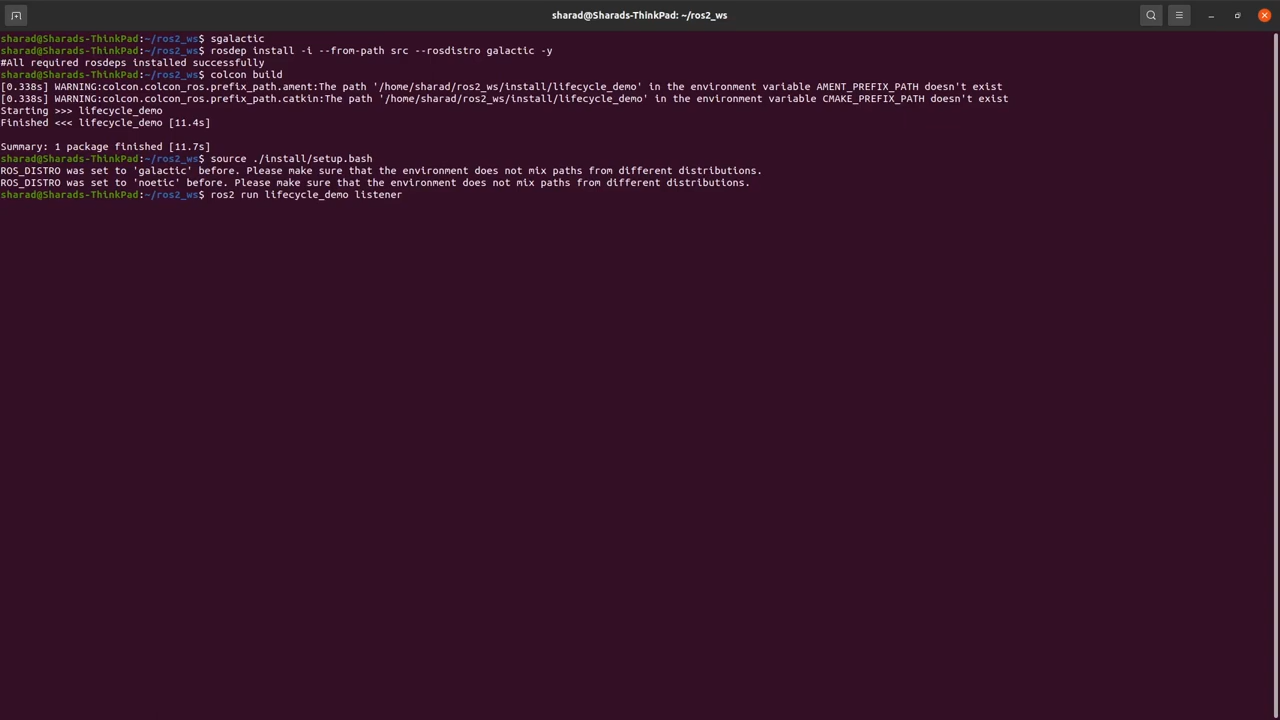 sharad@Sharads-ThinkPad: ~/ros2_ws
sharad@Sharads-ThinkPad:~/ros2_ws$ sgalactic
sharad@Sharads-ThinkPad:~/ros2_ws$ rosdep install -i --from-path src --rosdistro galactic -y
#All required rosdeps installed successfully
sharad@Sharads-ThinkPad:~/ros2_ws$ colcon build
[0.338s] WARNING:colcon.colcon_ros.prefix_path.ament:The path '/home/sharad/ros2_ws/install/lifecycle_demo' in the environment variable AMENT_PREFIX_PATH doesn't exist
[0.338s] WARNING:colcon.colcon_ros.prefix_path.catkin:The path '/home/sharad/ros2_ws/install/lifecycle_demo' in the environment variable CMAKE_PREFIX_PATH doesn't exist
Starting >>> lifecycle_demo
Finished <<< lifecycle_demo [11.4s]
Summary: 1 package finished [11.7s]
sharad@Sharads-ThinkPad:~/ros2_ws$ source ./install/setup.bash
ROS_DISTRO was set to 'galactic' before. Please make sure that the environment does not mix paths from different distributions.
ROS_DISTRO was set to 'noetic' before. Please make sure that the environment does not mix paths from different distributions.
sharad@Sharads-ThinkPad:~/ros2_ws$ ros2 run lifecycle_demo listener